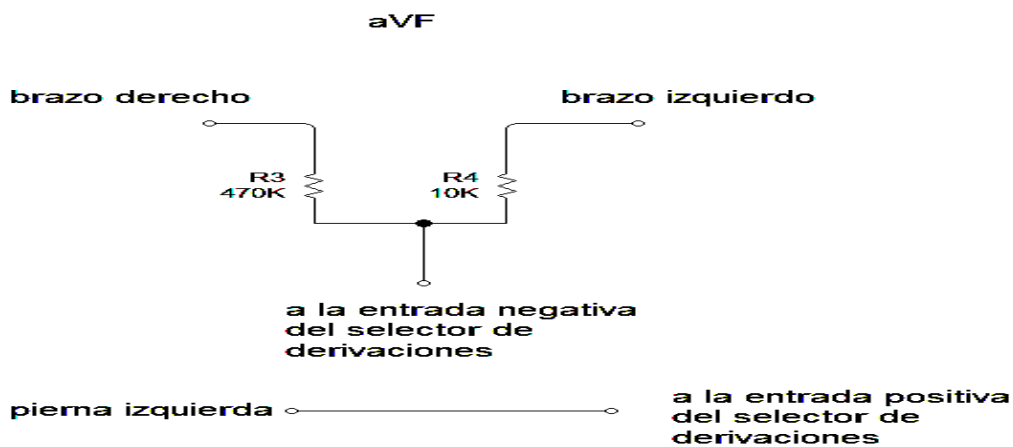 aVF
brazo derecho
brazo izquierdo
R3
470K
R4
10K
a la entrada negativa
del selector de
derivaciones
pierna izquierda
a la entrada positiva
del selector de
derivaciones